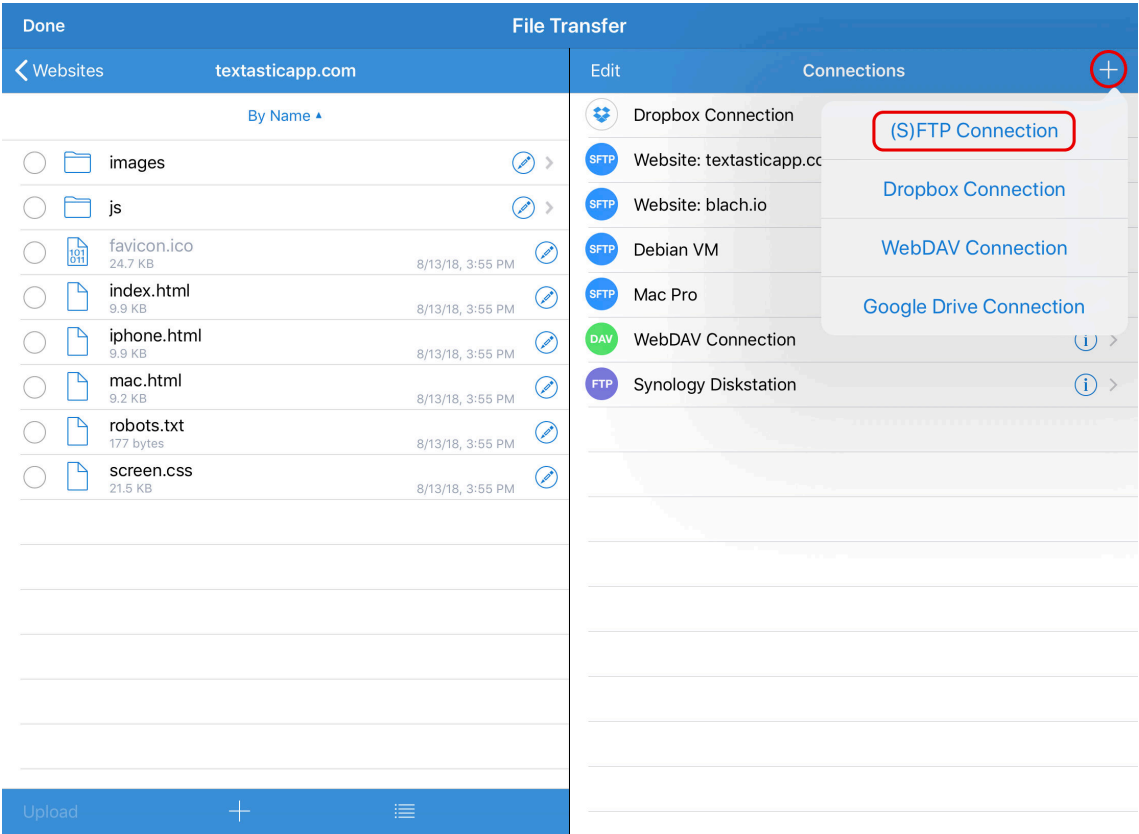 Done
File Transfer
Websites
textasticapp.com
By Name ▲
images
js
101
011
favicon.ico
24.7 KB
8/13/18, 3:55 PM
index.html
9.9 KB
8/13/18, 3:55 PM
iphone.html
9.9 KB
8/13/18, 3:55 PM
mac.html
9.2 KB
8/13/18, 3:55 PM
robots.txt
177 bytes
8/13/18, 3:55 PM
screen.css
21.5 KB
8/13/18, 3:55 PM
Upload
Edit
Connections
Dropbox Connection
SFTP
Website: textasticapp.co
SFTP
Website: blach.io
SFTP
Debian VM
SFTP
Mac Pro
DAV
WebDAV Connection
FTP
Synology Diskstation
(S)FTP Connection
Dropbox Connection
WebDAV Connection
Google Drive Connection